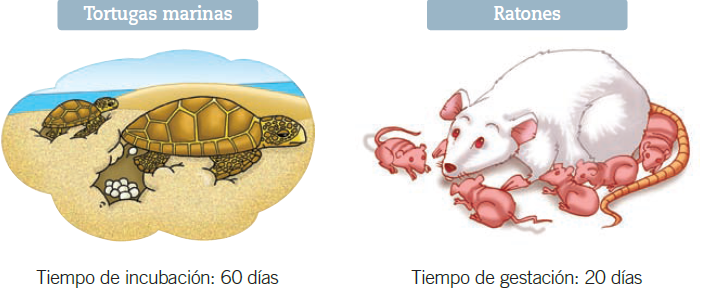 Tortugas marinas
Ratones
Tiempo de incubación: 60 días
Tiempo de gestación: 20 días